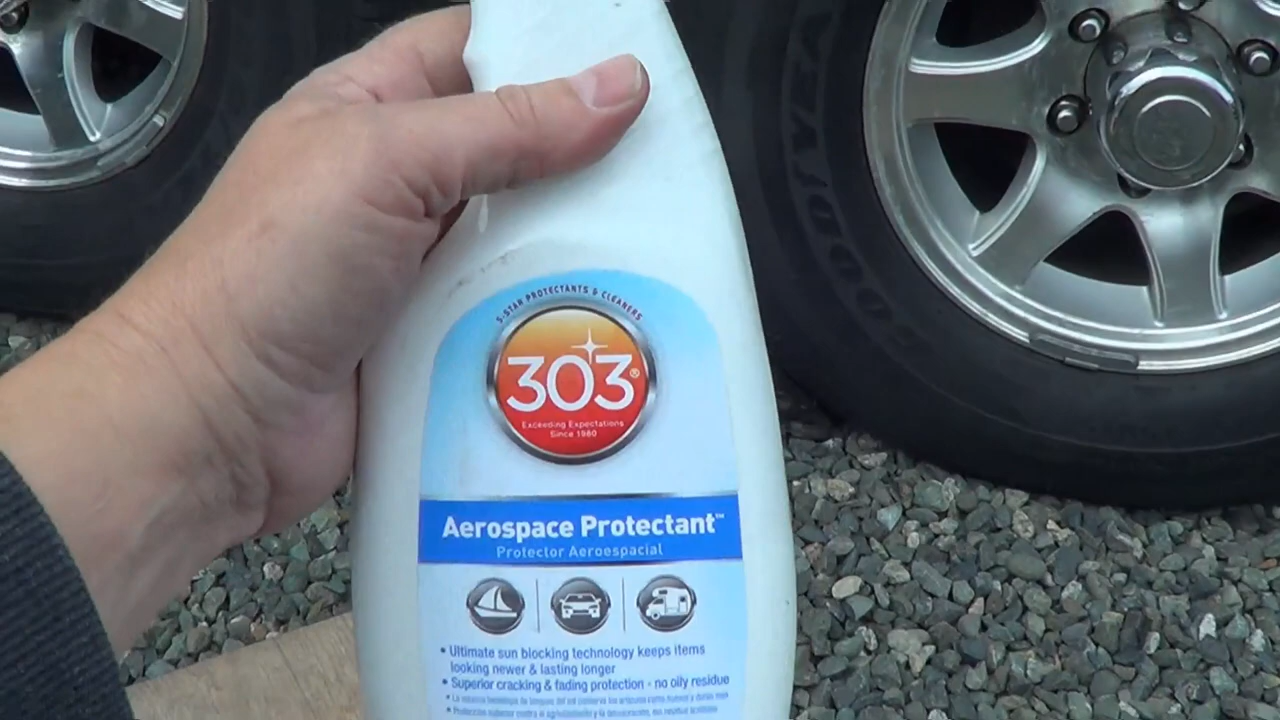 5-STAR PROTECTANTS & CLEANERS
303®
Exceeding Expectations
Since 1980
Aerospace Protectant™
Protector Aeroespacial
• Ultimate sun blocking technology keeps items
looking newer & lasting longer
• Superior cracking & fading protection - no oily residue
GOODYEAR